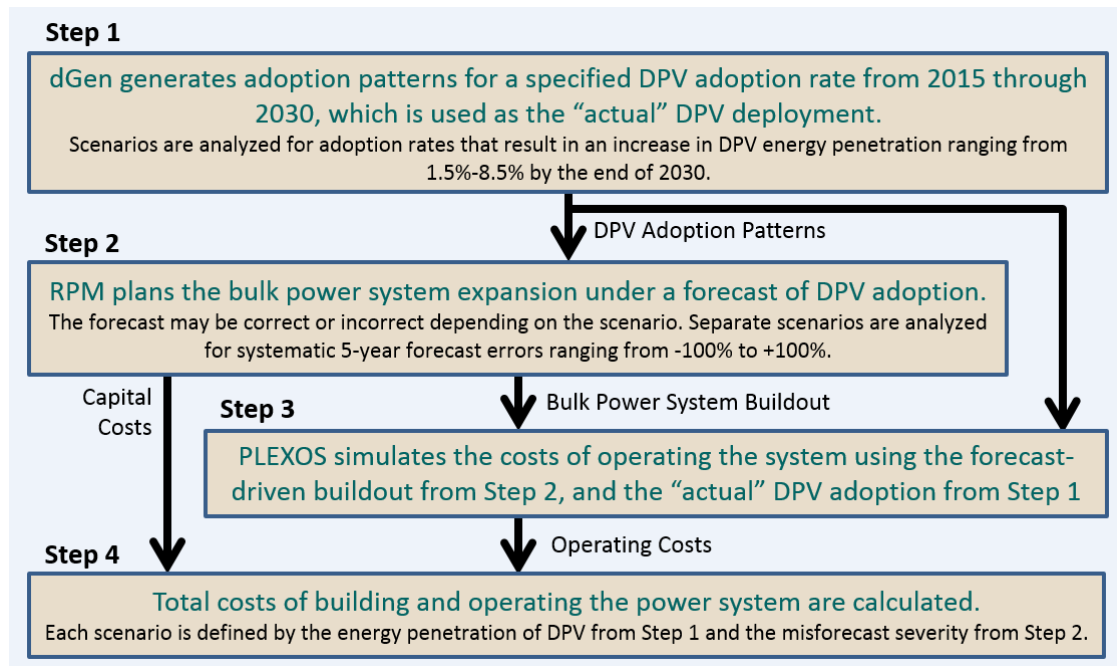 Step 1
dGen generates adoption patterns for a specified DPV adoption rate from 2015 through
2030, which is used as the “actual” DPV deployment.
Scenarios are analyzed for adoption rates that result in an increase in DPV energy penetration ranging from
1.5%-8.5% by the end of 2030.
DPV Adoption Patterns
Step 2
RPM plans the bulk power system expansion under a forecast of DPV adoption.
The forecast may be correct or incorrect depending on the scenario. Separate scenarios are analyzed
for systematic 5-year forecast errors ranging from -100% to +100%.
Capital
Costs
Bulk Power System Buildout
Step 3
PLEXOS simulates the costs of operating the system using the forecast-
driven buildout from Step 2, and the “actual” DPV adoption from Step 1
Operating Costs
Step 4
Total costs of building and operating the power system are calculated.
Each scenario is defined by the energy penetration of DPV from Step 1 and the misforecast severity from Step 2.